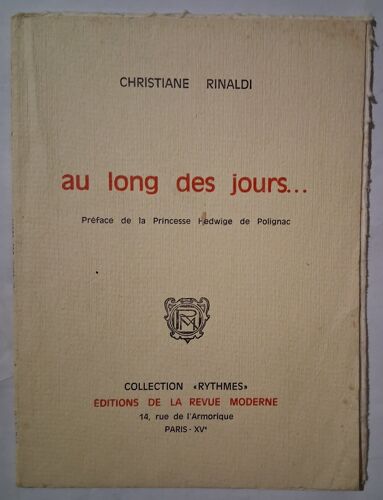 CHRISTIANE RINALDI
au long des jours...
Préface de la Princesse Hedwige de Polignac
RM
COLLECTION «RYTHMES»
ÉDITIONS DE LA REVUE MODERNE
14, rue de l'Armorique
PARIS - XVe